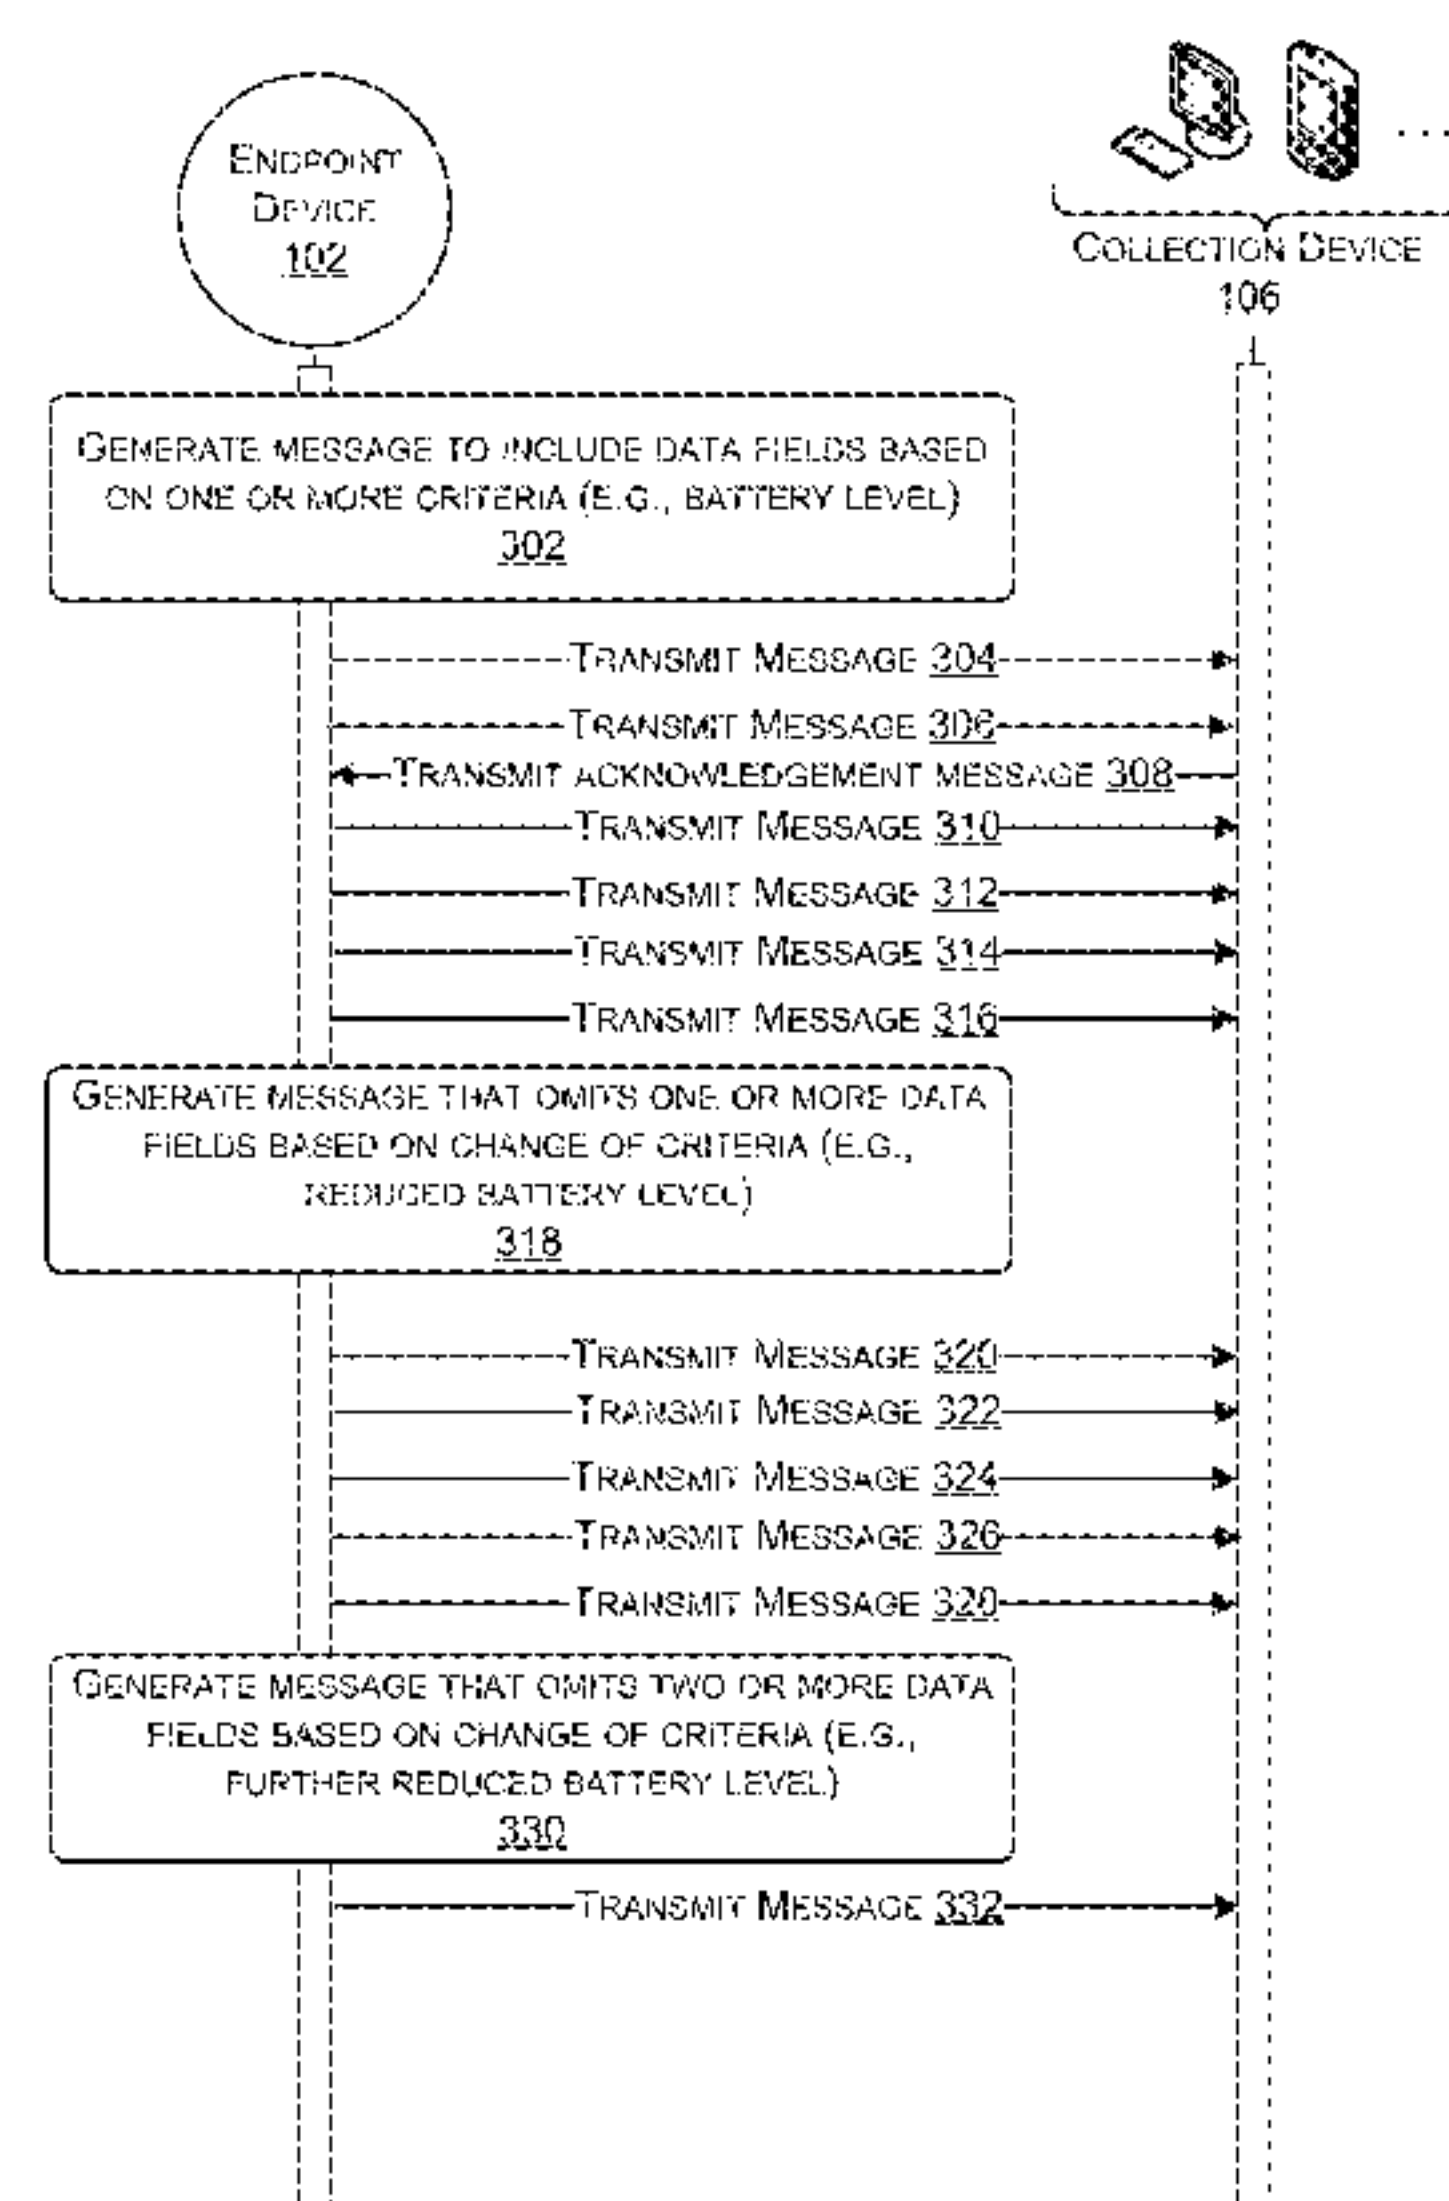 ENDPOINT
DEVICE
102
...
COLLECTION DEVICE
106
GENERATE MESSAGE TO INCLUDE DATA FIELDS BASED
ON ONE OR MORE CRITERIA (E.G., BATTERY LEVEL)
302
TRANSMIT MESSAGE 304
TRANSMIT MESSAGE 306
TRANSMIT ACKNOWLEDGEMENT MESSAGE 308
TRANSMIT MESSAGE 310
TRANSMIT MESSAGE 312
TRANSMIT MESSAGE 314
TRANSMIT MESSAGE 316
GENERATE MESSAGE THAT OMITS ONE OR MORE DATA
FIELDS BASED ON CHANGE OF CRITERIA (E.G.,
REDUCED BATTERY LEVEL)
318
TRANSMIT MESSAGE 320
TRANSMIT MESSAGE 322
TRANSMIT MESSAGE 324
TRANSMIT MESSAGE 326
TRANSMIT MESSAGE 328
GENERATE MESSAGE THAT OMITS TWO OR MORE DATA
FIELDS BASED ON CHANGE OF CRITERIA (E.G.,
FURTHER REDUCED BATTERY LEVEL)
330
TRANSMIT MESSAGE 332